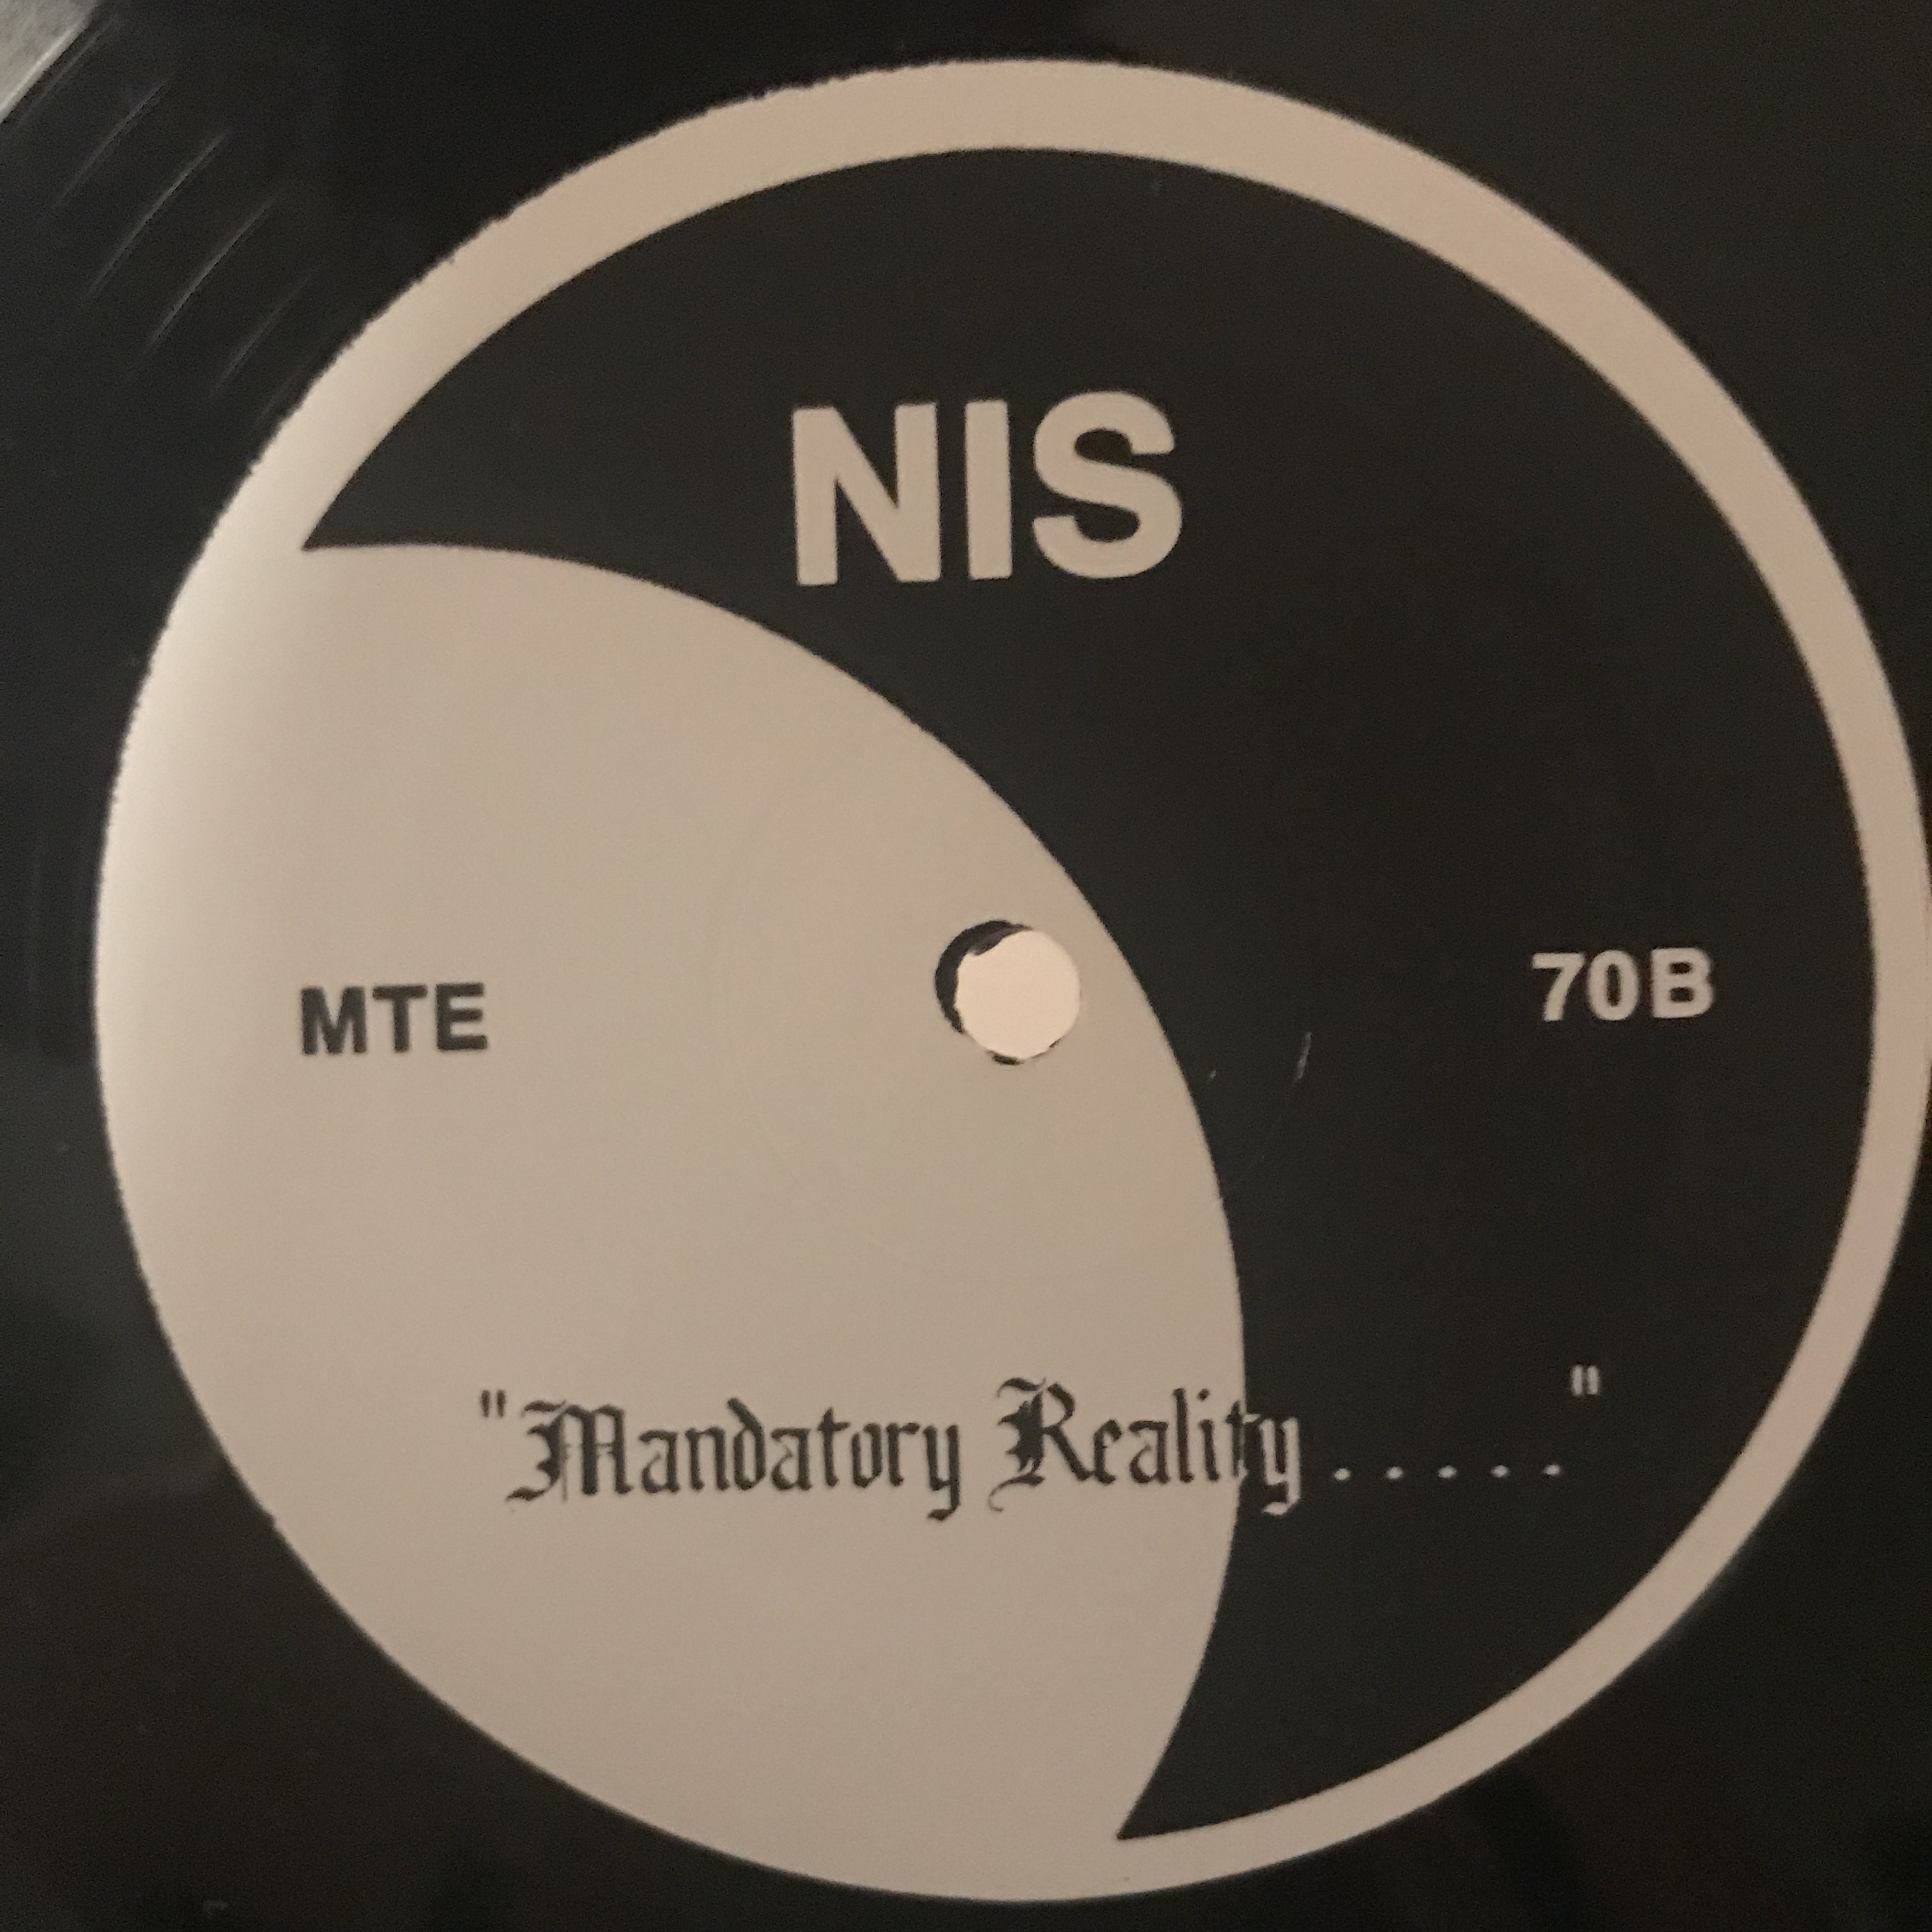 NIS
MTE 70B
"Mandatory Reality ....."